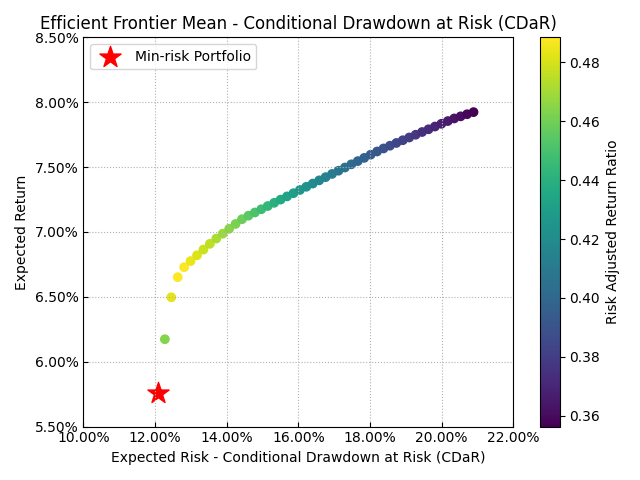 Efficient Frontier Mean - Conditional Drawdown at Risk (CDaR)
8.50%
8.00%
7.50%
7.00%
6.50%
6.00%
5.50%
Expected Return
Min-risk Portfolio
10.00% 12.00% 14.00% 16.00% 18.00% 20.00% 22.00%
Expected Risk - Conditional Drawdown at Risk (CDaR)
0.48
0.46
0.44
0.42
0.40
0.38
0.36
Risk Adjusted Return Ratio